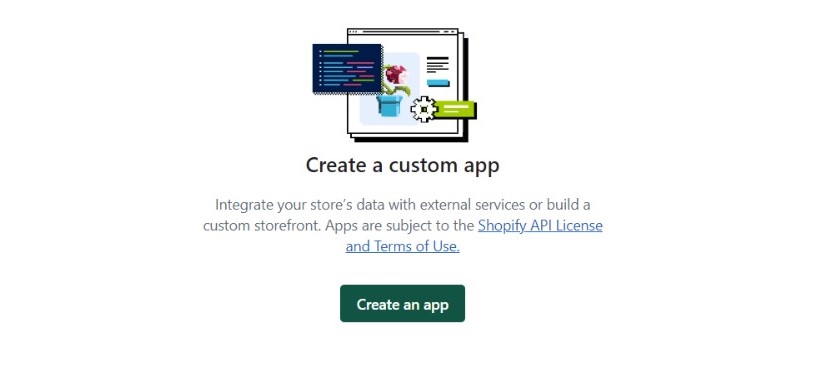 Create a custom app
Integrate your store's data with external services or build a
custom storefront. Apps are subject to the Shopify API License
and Terms of Use.
Create an app